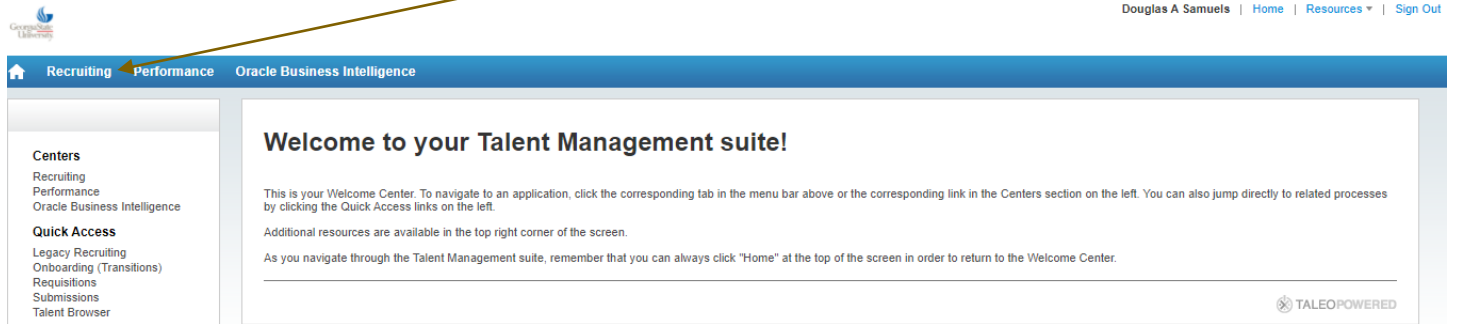 GeorgiaState
University
Douglas A Samuels | Home | Resources ▾ | Sign Out
Recruiting Performance Oracle Business Intelligence
Centers
Recruiting
Performance
Oracle Business Intelligence
Quick Access
Legacy Recruiting
Onboarding (Transitions)
Requisitions
Submissions
Talent Browser
Welcome to your Talent Management suite!
This is your Welcome Center. To navigate to an application, click the corresponding tab in the menu bar above or the corresponding link in the Centers section on the left. You can also jump directly to related processes
by clicking the Quick Access links on the left.
Additional resources are available in the top right corner of the screen.
As you navigate through the Talent Management suite, remember that you can always click "Home" at the top of the screen in order to return to the Welcome Center.
TALEOPOWERED